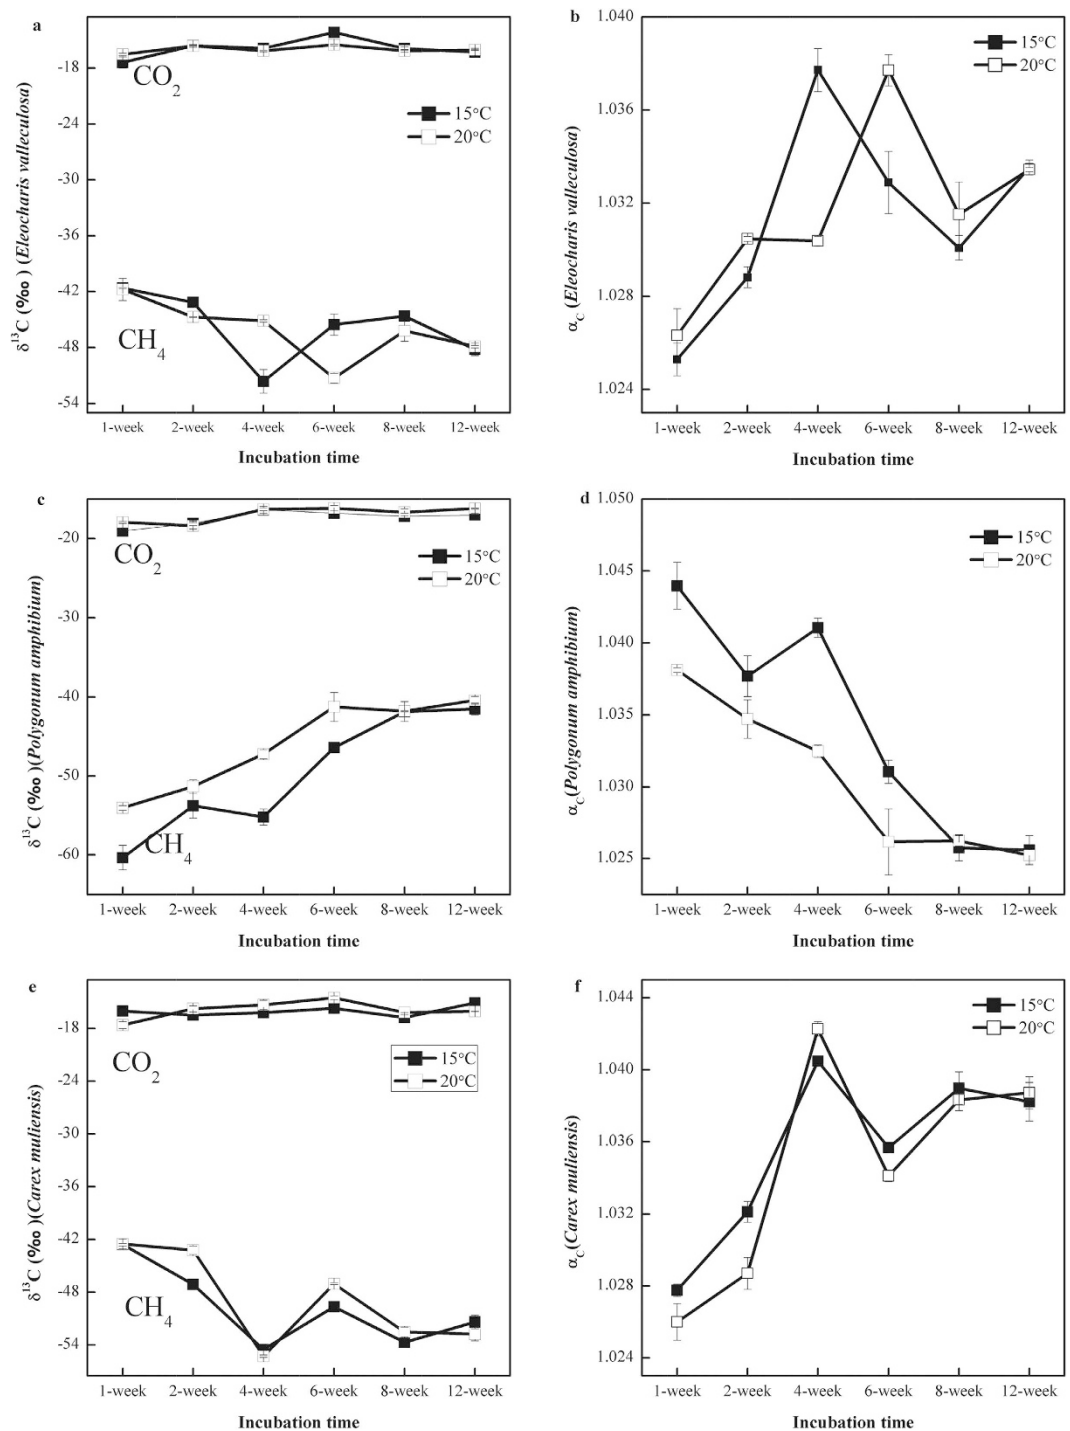 a
-18
-24
-30
-36
-42
-48
-54
CO2
15°C
20°C
CH4
δ13C (‰ ) (Eleocharis valleculosa)
1-week 2-week 4-week 6-week 8-week 12-week
Incubation time
b
1.040
1.036
1.032
1.028
1.024
15°C
20°C
αC (Eleocharis valleculosa)
1-week 2-week 4-week 6-week 8-week 12-week
Incubation time
c
-20
-30
-40
-50
-60
CO2
15°C
20°C
CH4
δ13C (‰ )(Polygonum amphibium)
1-week 2-week 4-week 6-week 8-week 12-week
Incubation time
d
1.050
1.045
1.040
1.035
1.030
1.025
15°C
20°C
αC(Polygonum amphibium)
1-week 2-week 4-week 6-week 8-week 12-week
Incubation time
e
-18
-24
-30
-36
-42
-48
-54
CO2
15°C
20°C
CH4
δ13C (‰ )(Carex muliensis)
1-week 2-week 4-week 6-week 8-week 12-week
Incubation time
f
1.044
1.040
1.036
1.032
1.028
1.024
15°C
20°C
αC(Carex muliensis)
1-week 2-week 4-week 6-week 8-week 12-week
Incubation time